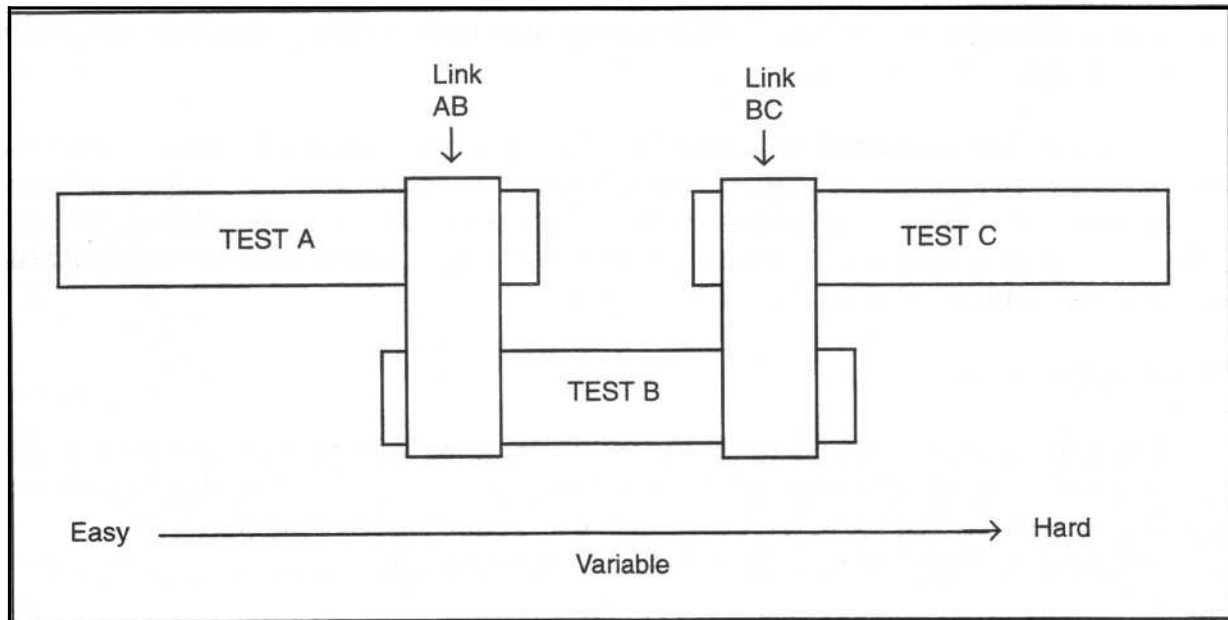 Link
AB
Link
BC
TEST A
TEST C
TEST B
Easy
Hard
Variable